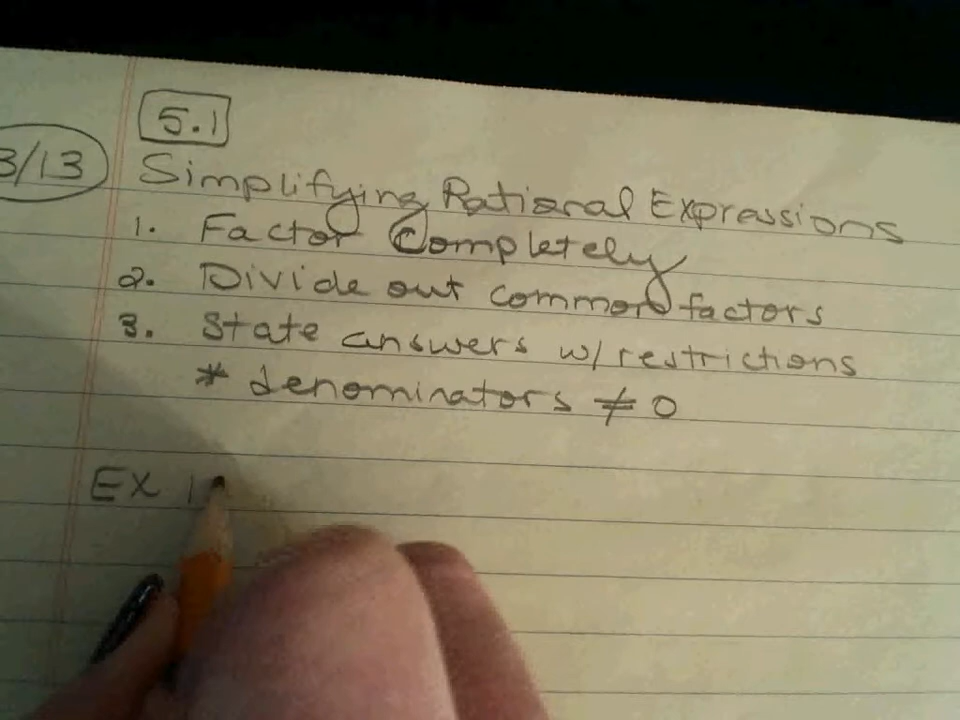 5.1
3/13
Simplifying Rational Expressions
1. Factor Completely
2. Divide out common factors
3. State answers w/restrictions
* denominators ≠ 0
Ex 1